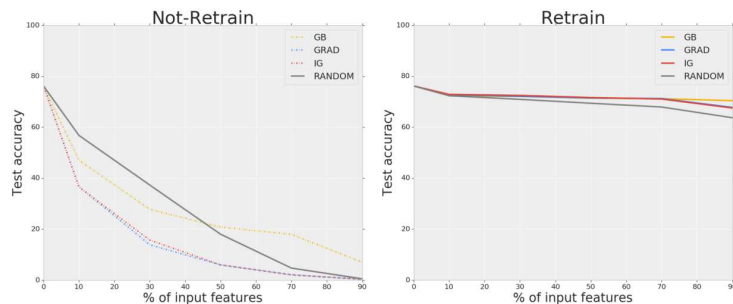 Not-Retrain
100
80
60
40
20
0
Test accuracy
GB
GRAD
IG
RANDOM
0 10 20 30 40 50 60 70 80 90
% of input features
Retrain
100
80
60
40
20
0
Test accuracy
GB
GRAD
IG
RANDOM
0 10 20 30 40 50 60 70 80 90
% of input features